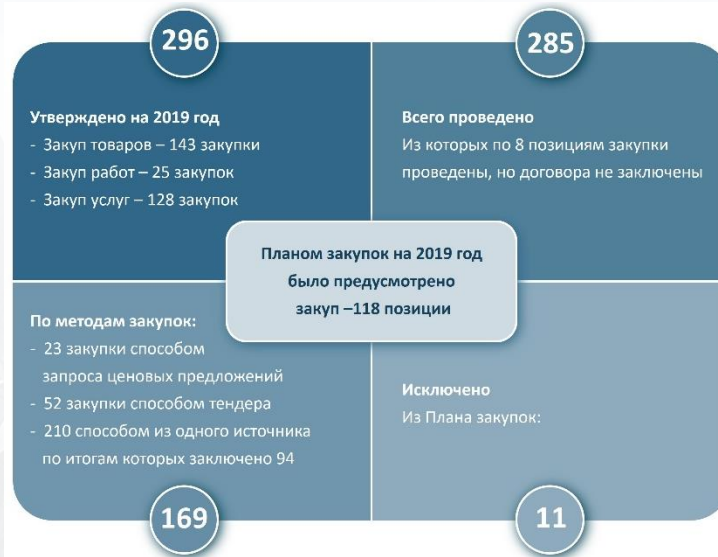 296
Утверждено на 2019 год
- Закуп товаров – 143 закупки
- Закуп работ – 25 закупок
- Закуп услуг – 128 закупок
285
Всего проведено
Из которых по 8 позициям закупки
проведены, но договора не заключены
Планом закупок на 2019 год
было предусмотрено
закуп –118 позиции
По методам закупок:
- 23 закупки способом
запроса ценовых предложений
- 52 закупки способом тендера
- 210 способом из одного источника
по итогам которых заключено 94
169
Исключено
Из Плана закупок:
11